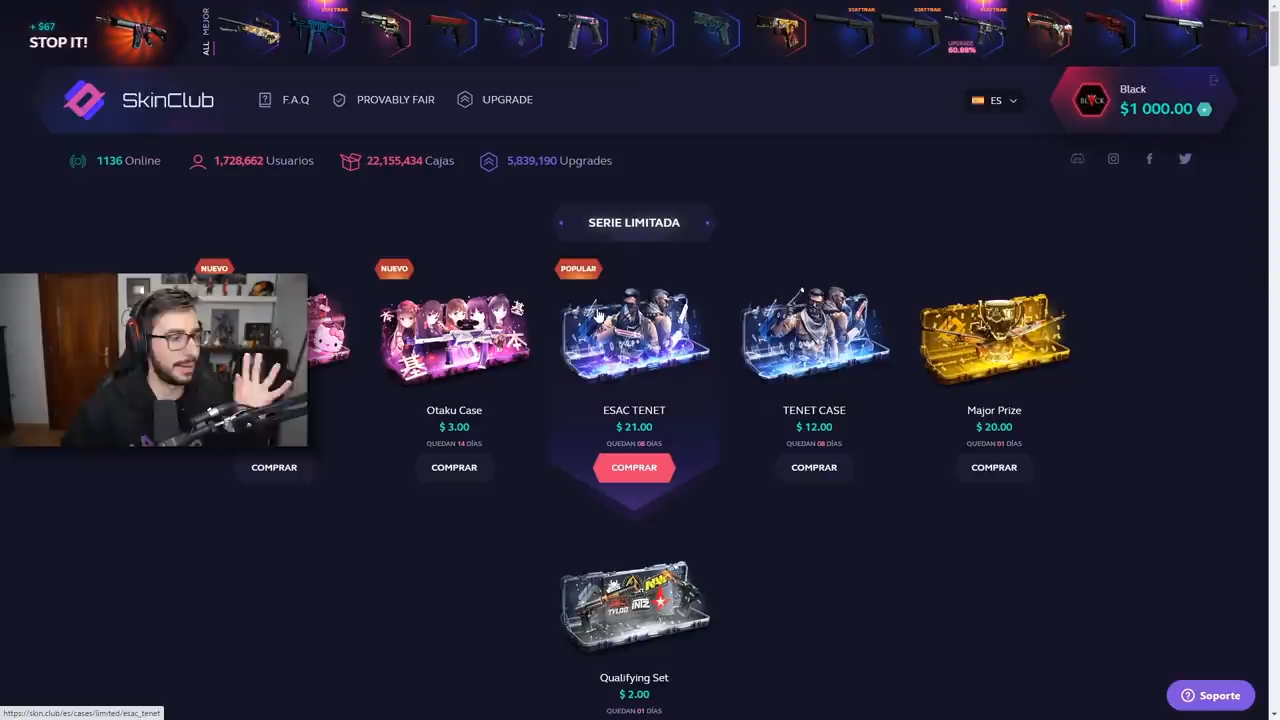 + $67
STOP IT!
ALL MEJOR
STATTRAK
STATTRAK
STATTRAK
STATTRAK
UPGRADE
60.88%
SkinClub
F.A.Q
PROVABLY FAIR
UPGRADE
ES
BLACK
Black
$1 000.00
1136 Online
1,728,662 Usuarios
22,155,434 Cajas
5,839,190 Upgrades
SERIE LIMITADA
NUEVO
NUEVO
POPULAR
Otaku Case
ESAC TENET
TENET CASE
Major Prize
$ 3.00
$ 21.00
$ 12.00
$ 20.00
QUEDAN 14 DÍAS
QUEDAN 08 DÍAS
QUEDAN 08 DÍAS
QUEDAN 01 DÍAS
COMPRAR
COMPRAR
COMPRAR
COMPRAR
COMPRAR
NAVI
TYLOO
INTZ
Qualifying Set
$ 2.00
QUEDAN 01 DÍAS
Soporte
https://skin.club/es/cases/limited/esac_tenet